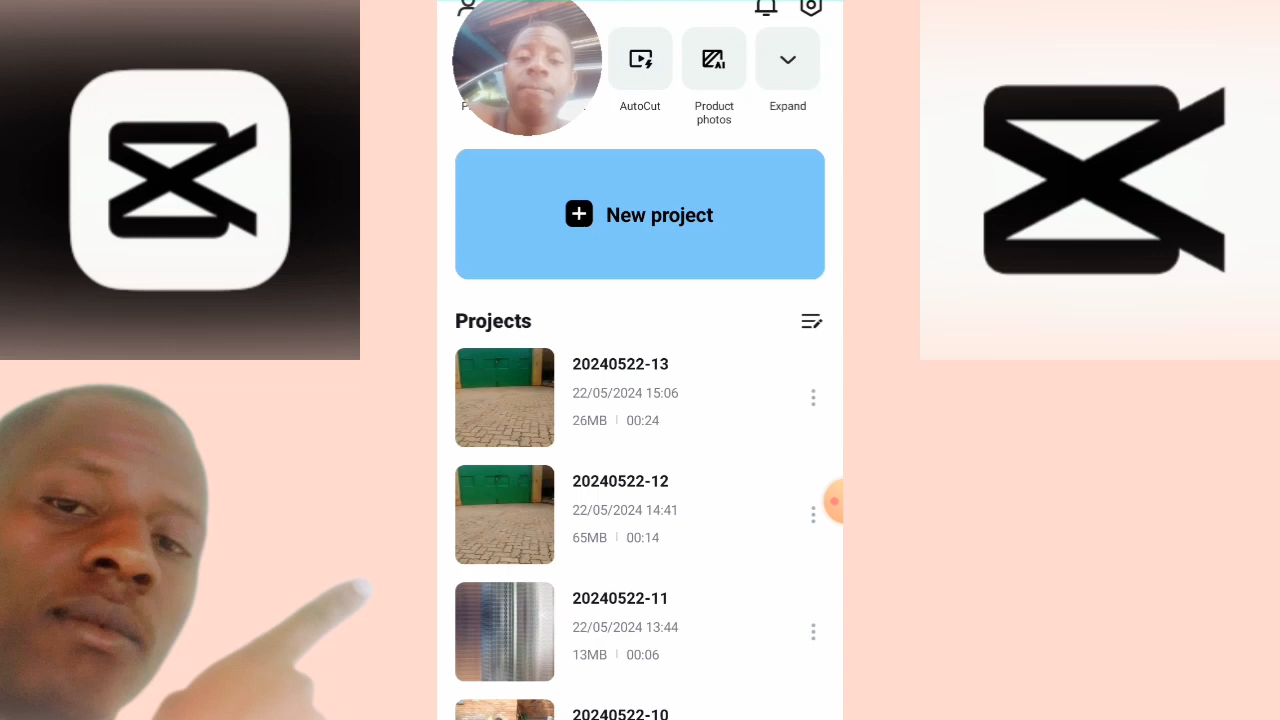 AutoCut
Product
photos
AI
Expand
New project
Projects
20240522-13
22/05/2024 15:06
26MB | 00:24
20240522-12
22/05/2024 14:41
65MB | 00:14
20240522-11
22/05/2024 13:44
13MB | 00:06
20240522-10